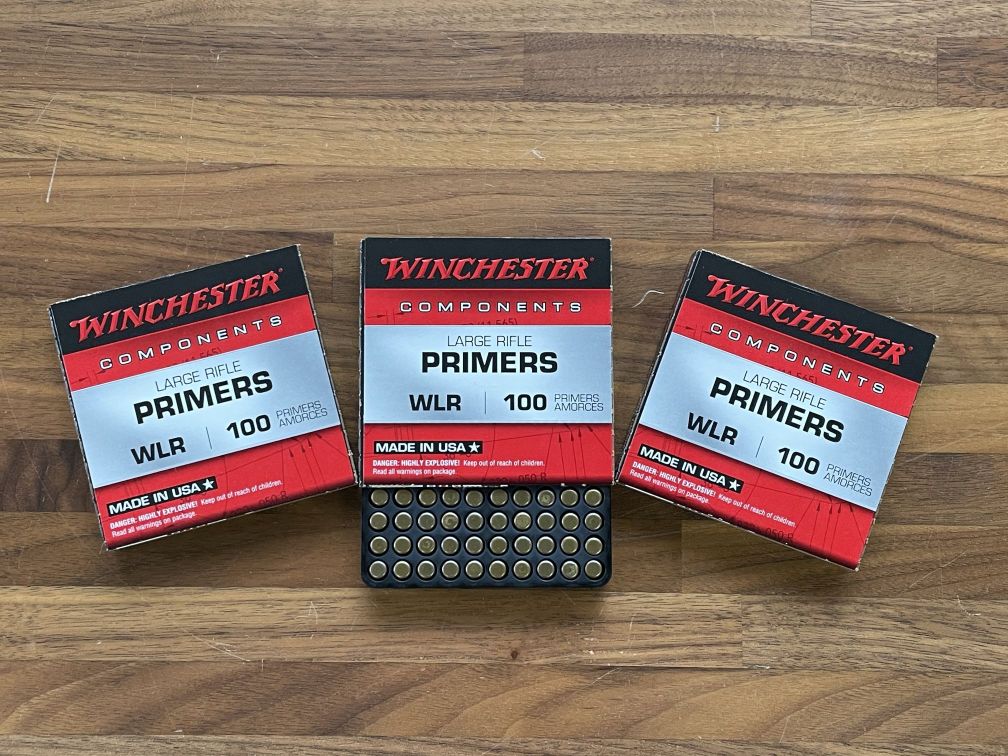 WINCHESTER
COMPONENTS
LARGE RIFLE
PRIMERS
WLR | 100 PRIMERS
AMORCES
MADE IN USA★
DANGER: HIGHLY EXPLOSIVE! Keep out of reach of children.
Read all warnings on package.
WINCHESTER
COMPONENTS
LARGE RIFLE
PRIMERS
WLR | 100 PRIMERS
AMORCES
MADE IN USA★
DANGER: HIGHLY EXPLOSIVE! Keep out of reach of children.
Read all warnings on package.
WINCHESTER
COMPONENTS
LARGE RIFLE
PRIMERS
WLR | 100 PRIMERS
AMORCES
MADE IN USA★
DANGER: HIGHLY EXPLOSIVE! Keep out of reach of children.
Read all warnings on package.